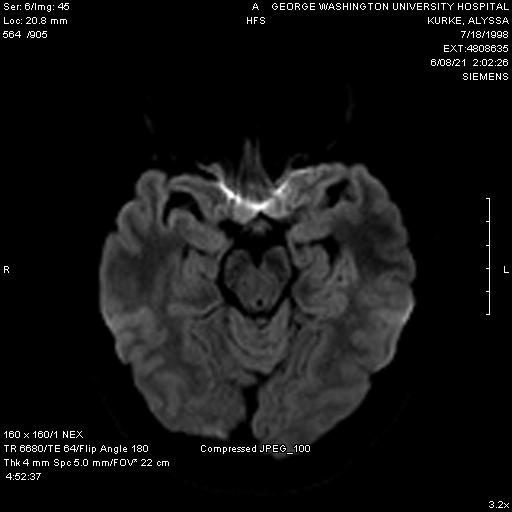 Ser: 6/Img: 45
Loc: 20.8 mm
564 /905
A GEORGE WASHINGTON UNIVERSITY HOSPITAL
HFS
KURKE, ALYSSA
7/18/1998
EXT:4808635
6/08/21 2:02:26
SIEMENS
R
L
160 x 160/1 NEX
TR 6680/TE 64/Flip Angle 180
Thk 4 mm Spc 5.0 mm/FOV* 22 cm
4:52:37
Compressed JPEG_100
3.2x